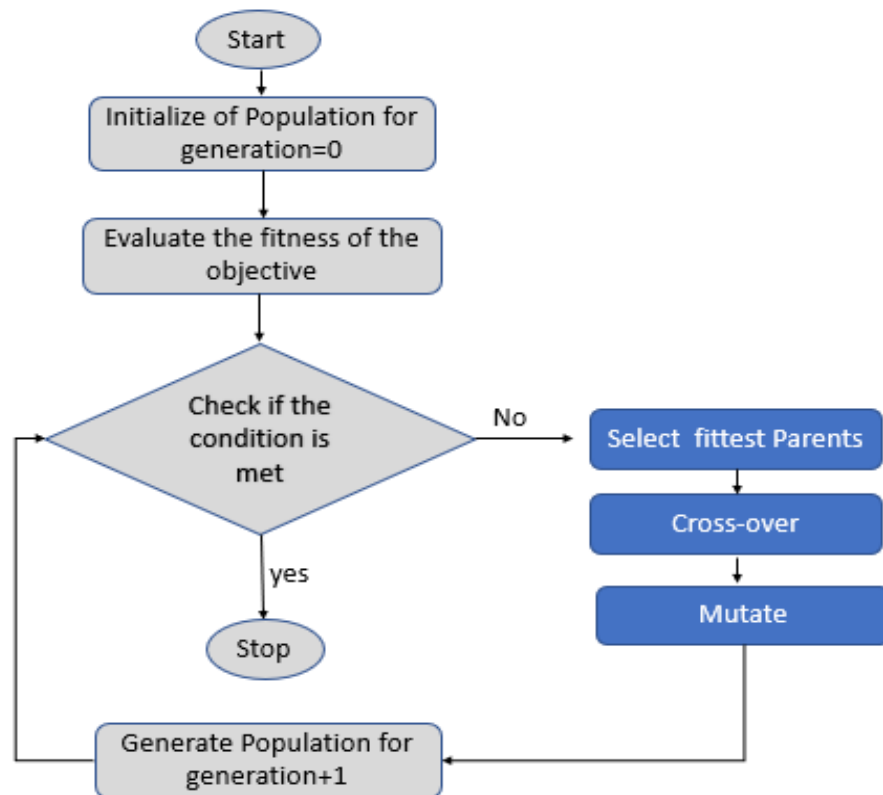 Start
Initialize of Population for
generation=0
Evaluate the fitness of the
objective
Check if the
condition is
met
No
Select  fittest Parents
Cross-over
Mutate
yes
Stop
Generate Population for
generation+1